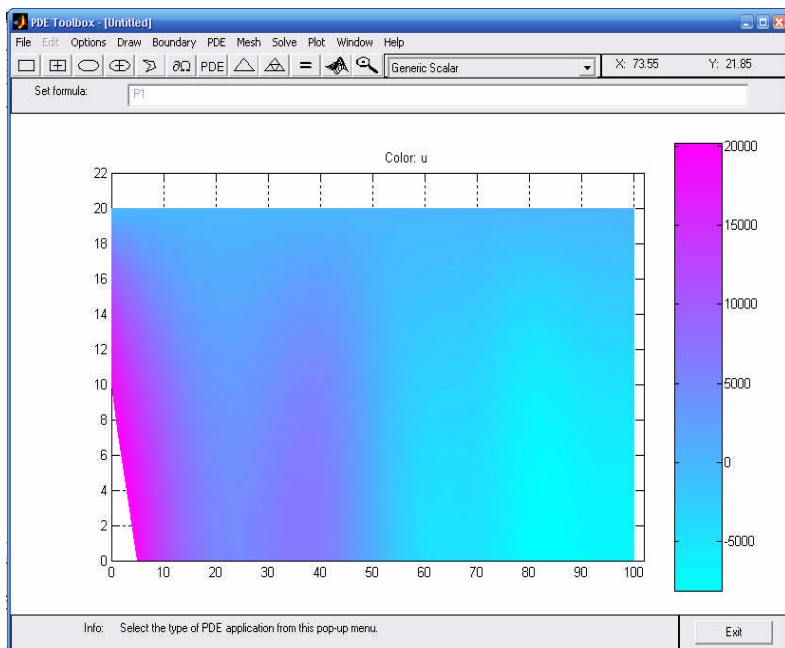 PDE Toolbox - [Untitled]
File Edit Options Draw Boundary PDE Mesh Solve Plot Window Help
∂Ω PDE = Generic Scalar X: 73.55 Y: 21.85
Set formula: P1
Color: u
22
20
18
16
14
12
10
8
6
4
2
0
0 10 20 30 40 50 60 70 80 90 100
20000
15000
10000
5000
0
-5000
Info: Select the type of PDE application from this pop-up menu.
Exit